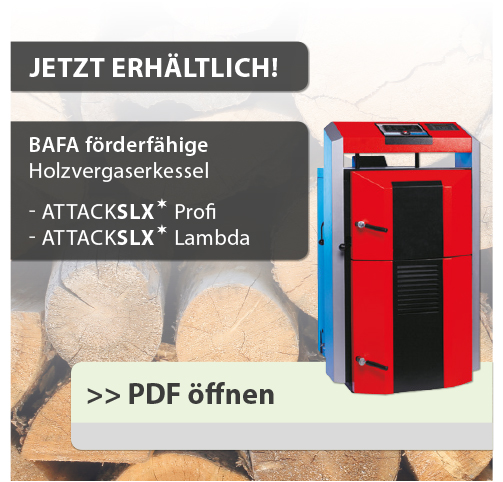 JETZT ERHÄLTLICH!
BAFA förderfähige
Holzvergaserkessel
- ATTACKSLX* Profi
- ATTACKSLX* Lambda
>> PDF öffnen